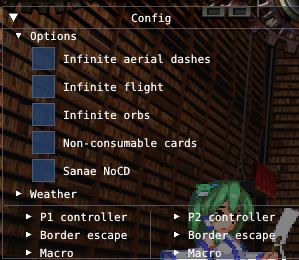 Config
Options
Infinite aerial dashes
Infinite flight
Infinite orbs
Non-consumable cards
Sanae NoCD
Weather
P1 controller P2 controller
Border escape Border escape
Macro Macro